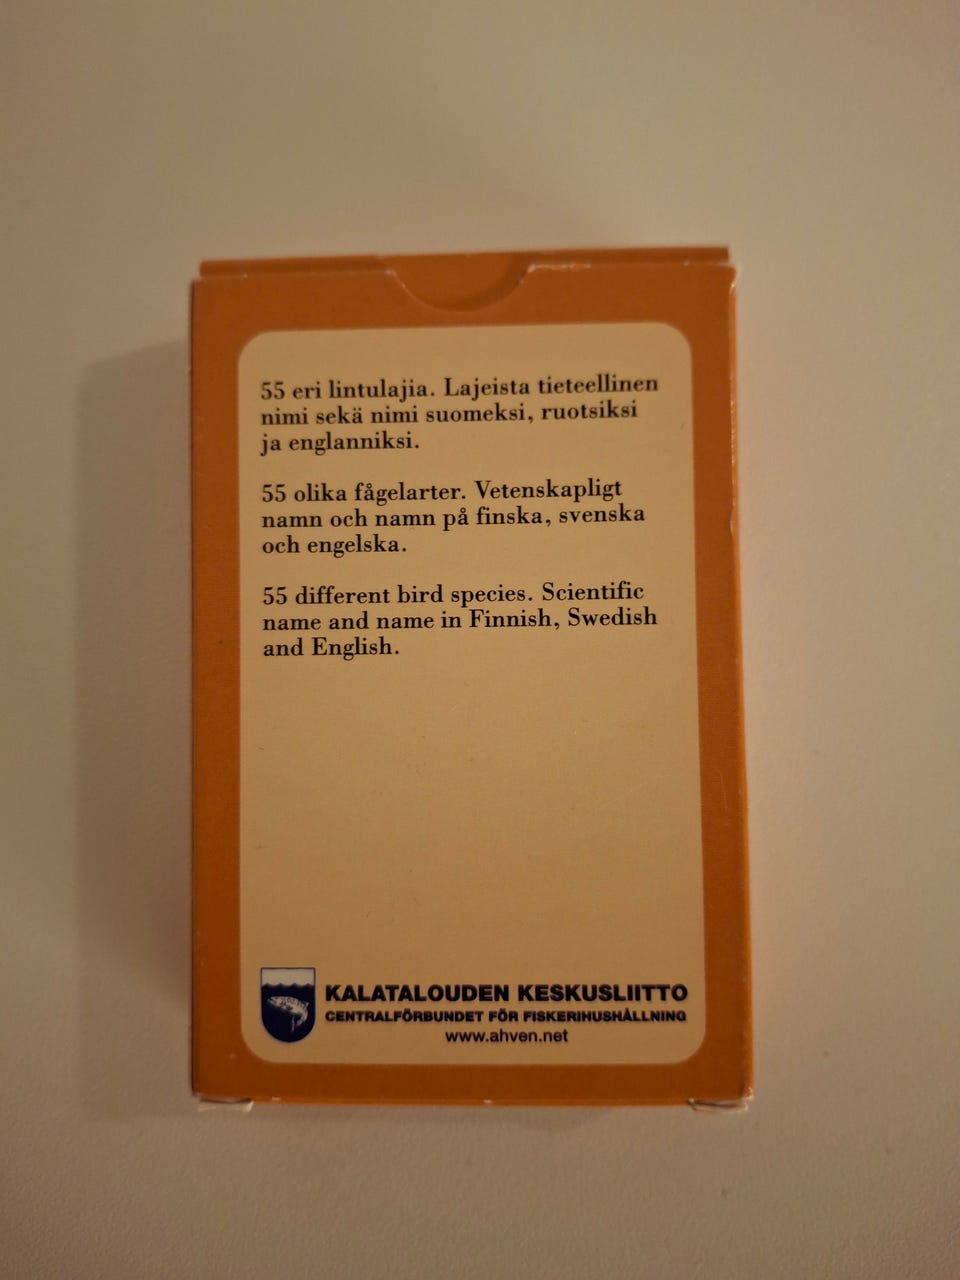 55 eri lintulajia. Lajeista tieteellinen
nimi sekä nimi suomeksi, ruotsiksi
ja englanniksi.
55 olika fågelarter. Vetenskapligt
namn och namn på finska, svenska
och engelska.
55 different bird species. Scientific
name and name in Finnish, Swedish
and English.
KALATALOUDEN KESKUSLIITTO
CENTRALFÖRBUNDET FÖR FISKERIHUSHÅLLNING
www.ahven.net